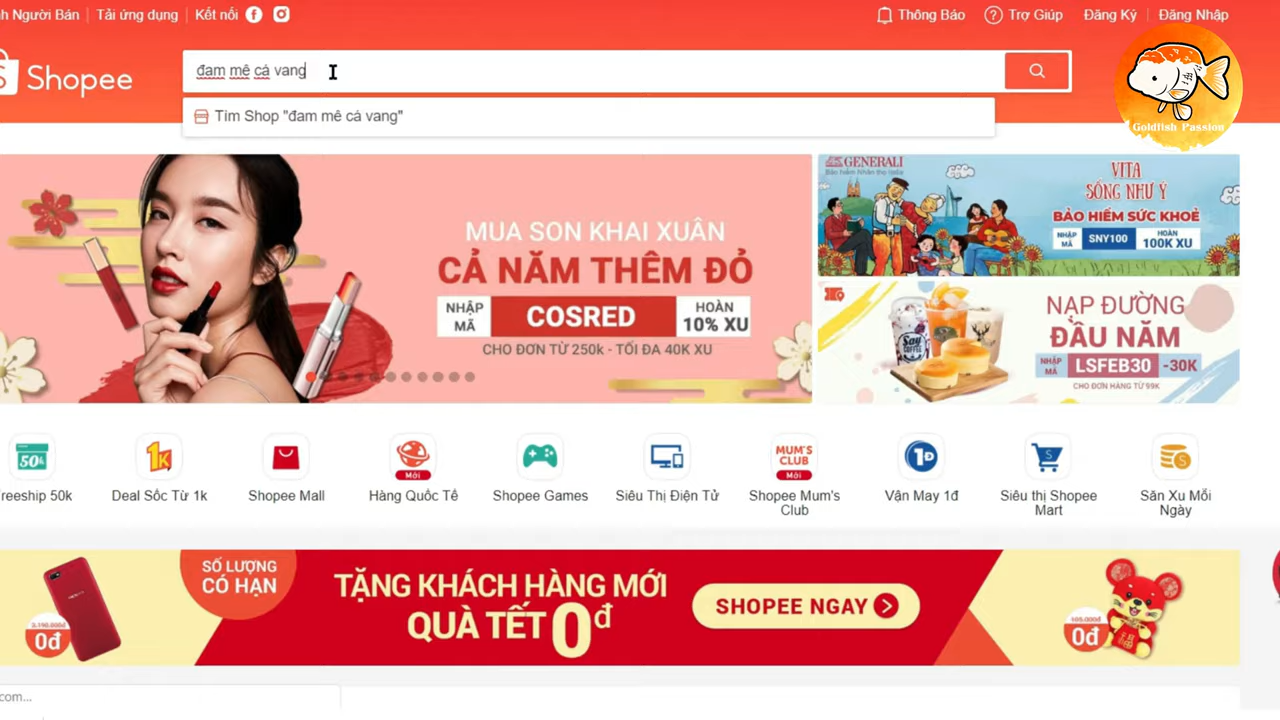 nh Người Bán
Tải ứng dụng
Kết nối
Thông Báo
Trợ Giúp
Đăng Ký
Đăng Nhập
Shopee
đam mê cá vang
Tìm Shop "đam mê cá vang"
Goldfish Passion
MUA SON KHAI XUÂN
CẢ NĂM THÊM ĐỎ
NHẬP MÃ
COSRED
HOÀN 10% XU
CHO ĐƠN TỪ 250k - TỐI ĐA 40K XU
GENERALI
VITA
SỐNG NHƯ Ý
BẢO HIỂM SỨC KHOẺ
NHẬP MÃ
SNY100
HOÀN 100K XU
NẠP ĐƯỜNG
ĐẦU NĂM
NHẬP MÃ
LSFEB30
-30K
CHO ĐƠN HÀNG TỪ 99K
50k
reeship 50k
1K
Deal Sốc Từ 1k
Shopee Mall
Mới
Hàng Quốc Tế
Shopee Games
Siêu Thị Điện Tử
MUM'S
CLUB
Mới
Shopee Mum's
Club
1Đ
Vận May 1đ
Siêu thị Shopee
Mart
Săn Xu Mỗi
Ngày
SỐ LƯỢNG
CÓ HẠN
0đ
TẶNG KHÁCH HÀNG MỚI
QUÀ TẾT 0đ
SHOPEE NGAY
0đ
com...